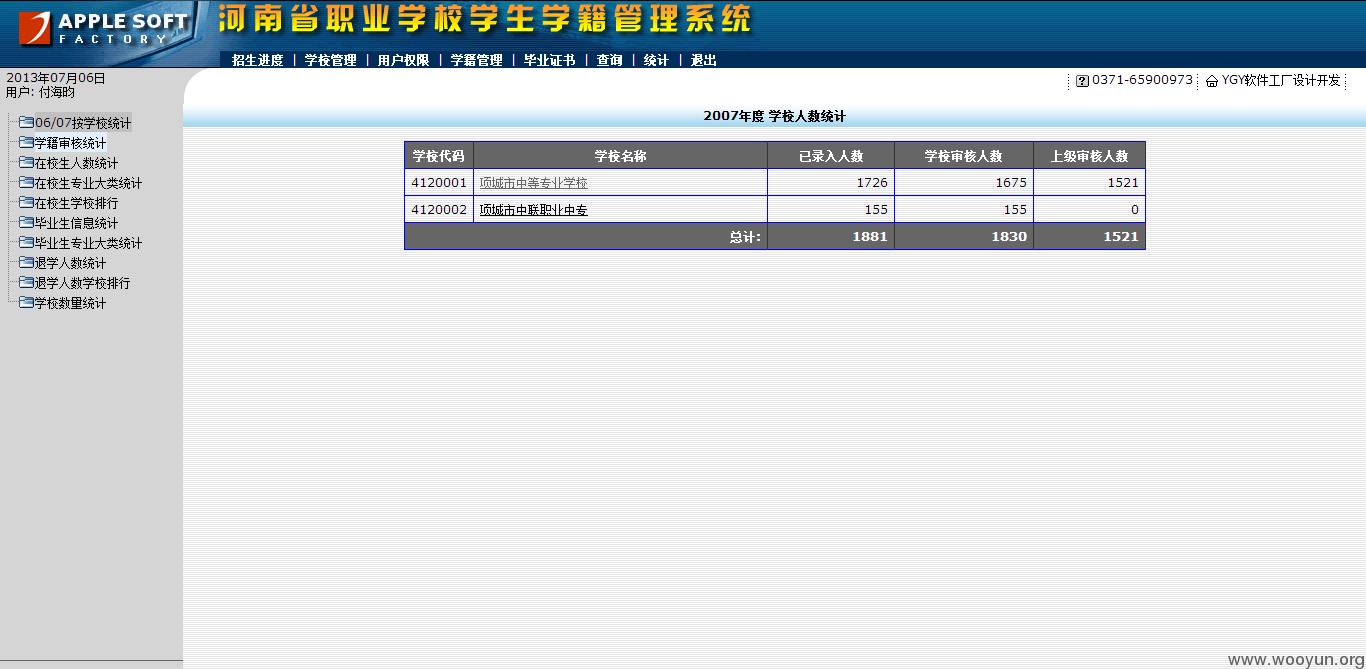 APPLE SOFT
FACTORY
河南省职业学校学生学籍管理系统
招生进度 | 学校管理 | 用户权限 | 学籍管理 | 毕业证书 | 查询 | 统计 | 退出
2013年07月06日
用户: 付海昀
0371-65900973 YGY软件工厂设计开发
06/07按学校统计
学籍审核统计
在校生人数统计
在校生专业大类统计
在校生学校排行
毕业生信息统计
毕业生专业大类统计
退学人数统计
退学人数学校排行
学校数量统计
2007年度 学校人数统计
学校代码 学校名称 已录入人数 学校审核人数 上级审核人数
4120001 项城市中等专业学校 1726 1675 1521
4120002 项城市中联职业中专 155 155 0
总计: 1881 1830 1521
www.wooyun.org